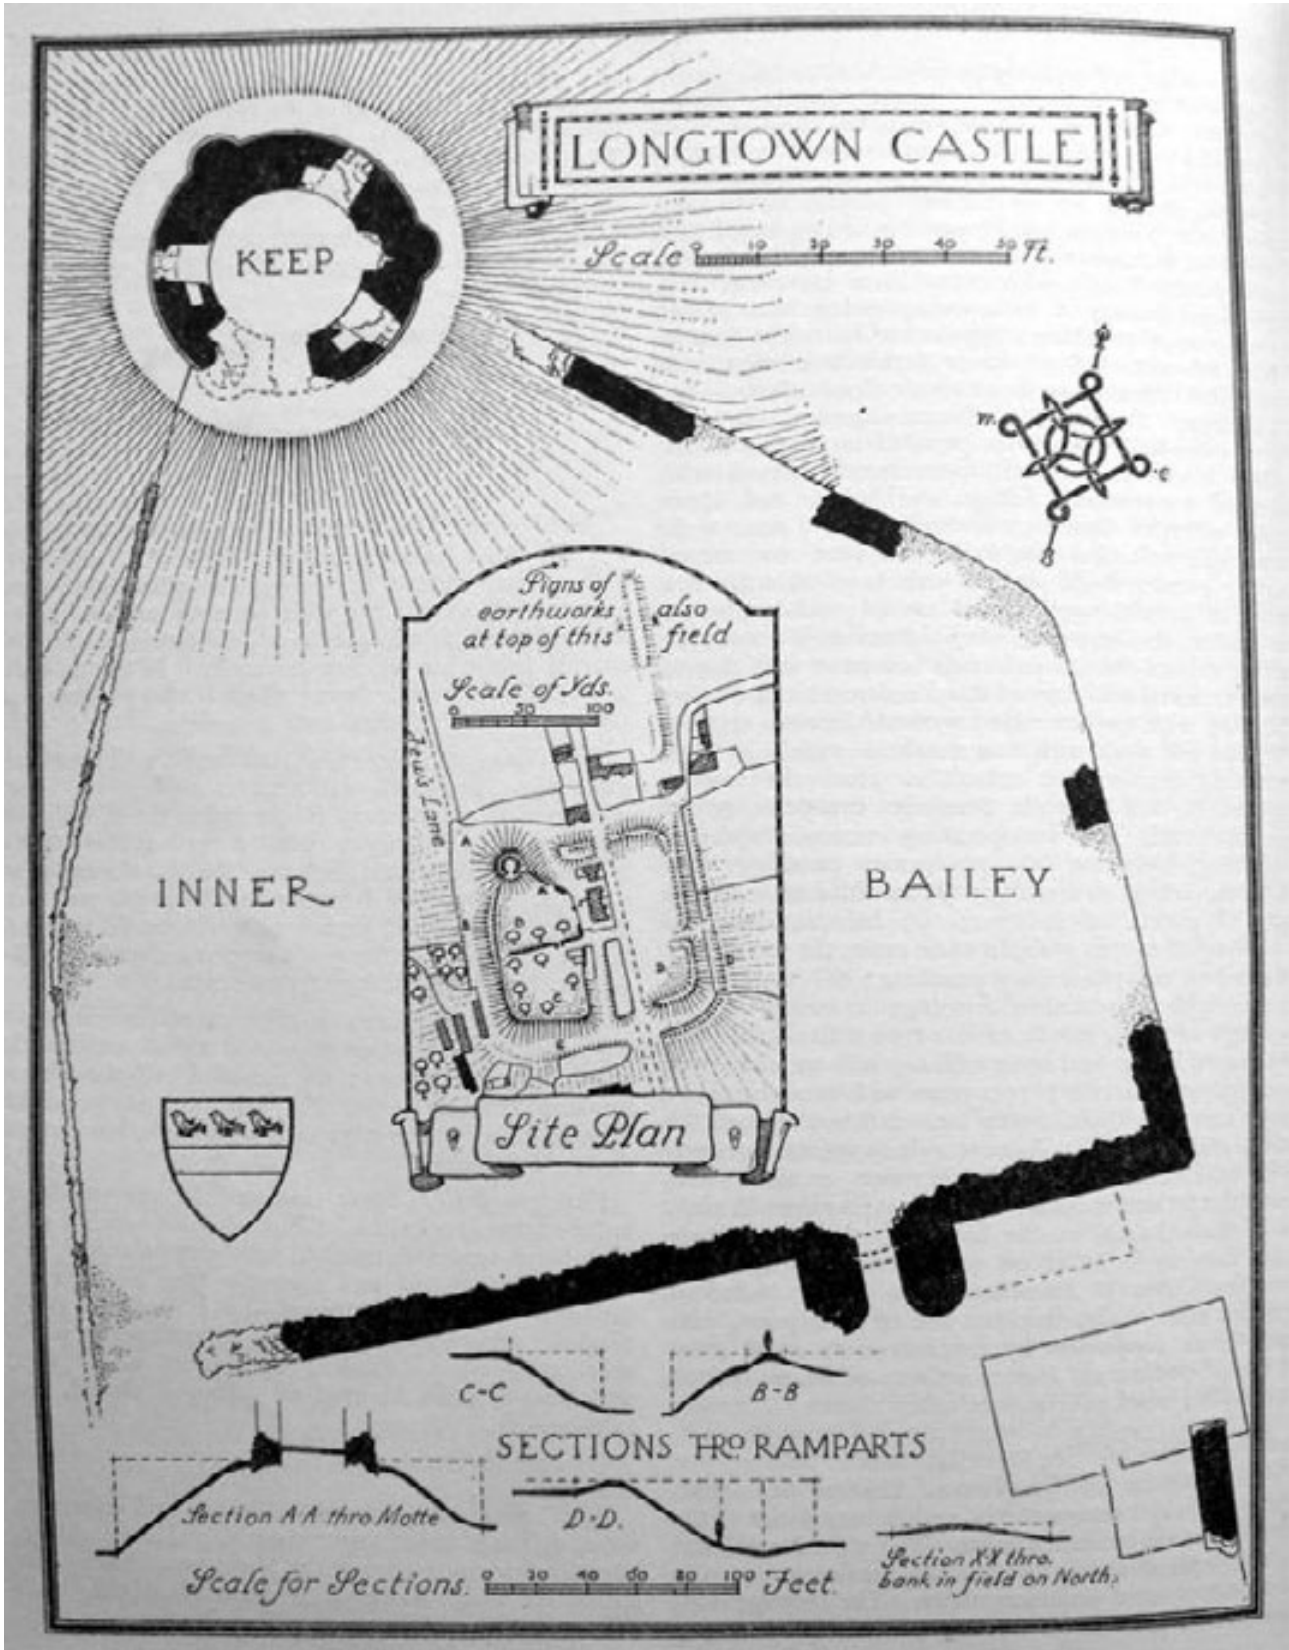 LONGTOWN CASTLE
Scale 0 10 20 30 40 50 Ft.
KEEP
W.
E
S
Signs of also
earthworks field
at top of this
Scale of Yds.
0 50 100
Lane
A
A
B
D
C
D
D
C
INNER BAILEY
Site Plan
C-C
B-B
SECTIONS THRO RAMPARTS
Section A-A thro Motte
D-D.
Section X-X thro.
bank in field on North.
Scale for Sections. 0 20 40 60 80 100 Feet.